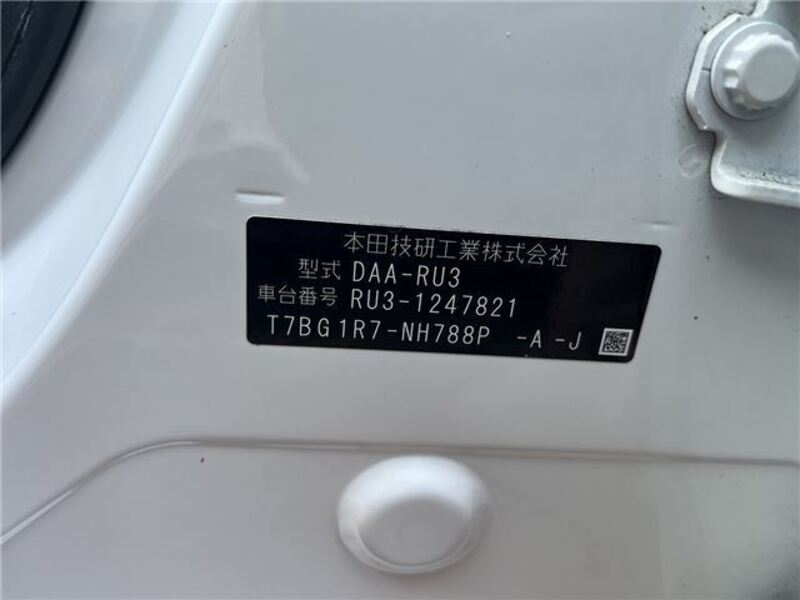 本田技研工業株式会社
型式 DAA-RU3
車台番号 RU3-1247821
T7BG1R7-NH788P -A-J